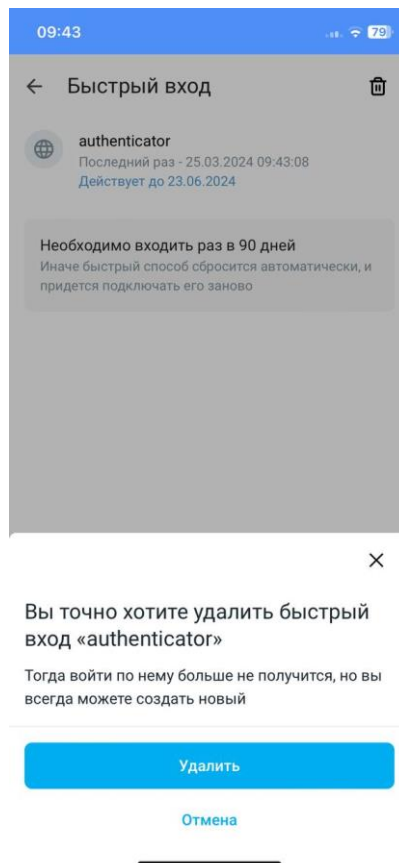 09:43
79
Быстрый вход
authenticator
Последний раз - 25.03.2024 09:43:08
Действует до 23.06.2024
Необходимо входить раз в 90 дней
Иначе быстрый способ сбросится автоматически, и
придется подключать его заново
Вы точно хотите удалить быстрый
вход «authenticator»
Тогда войти по нему больше не получится, но вы
всегда можете создать новый
Удалить
Отмена